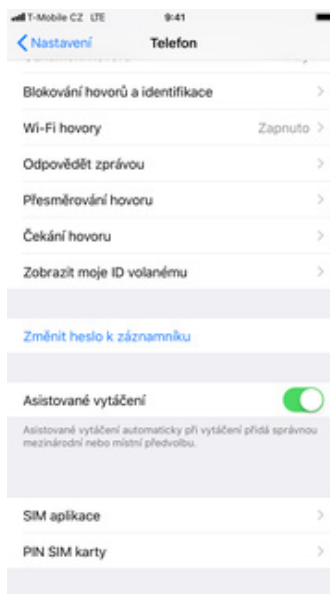 T-Mobile CZ LTE 9:41
Nastavení Telefon
Blokování hovorů a identifikace
Wi-Fi hovory Zapnuto
Odpovědět zprávou
Přesměrování hovoru
Čekání hovoru
Zobrazit moje ID volanému
Změnit heslo k záznamníku
Asistované vytáčení
Asistované vytáčení automaticky při vytáčení přidá správnou
mezinárodní nebo místní předvolbu.
SIM aplikace
PIN SIM karty